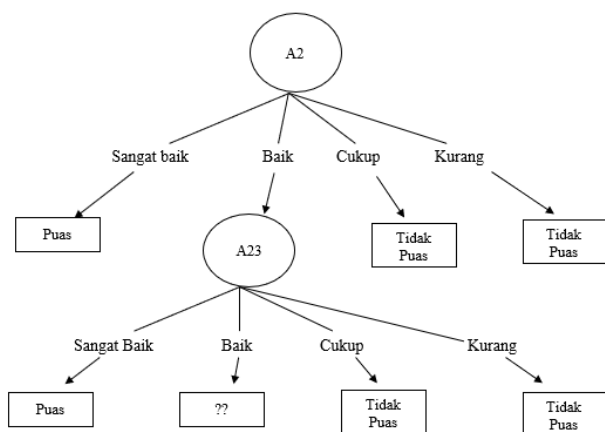 A2
Sangat baik
Baik
Cukup
Kurang
Puas
A23
Tidak
Puas
Tidak
Puas
Sangat Baik
Baik
Cukup
Kurang
Puas
??
Tidak
Puas
Tidak
Puas